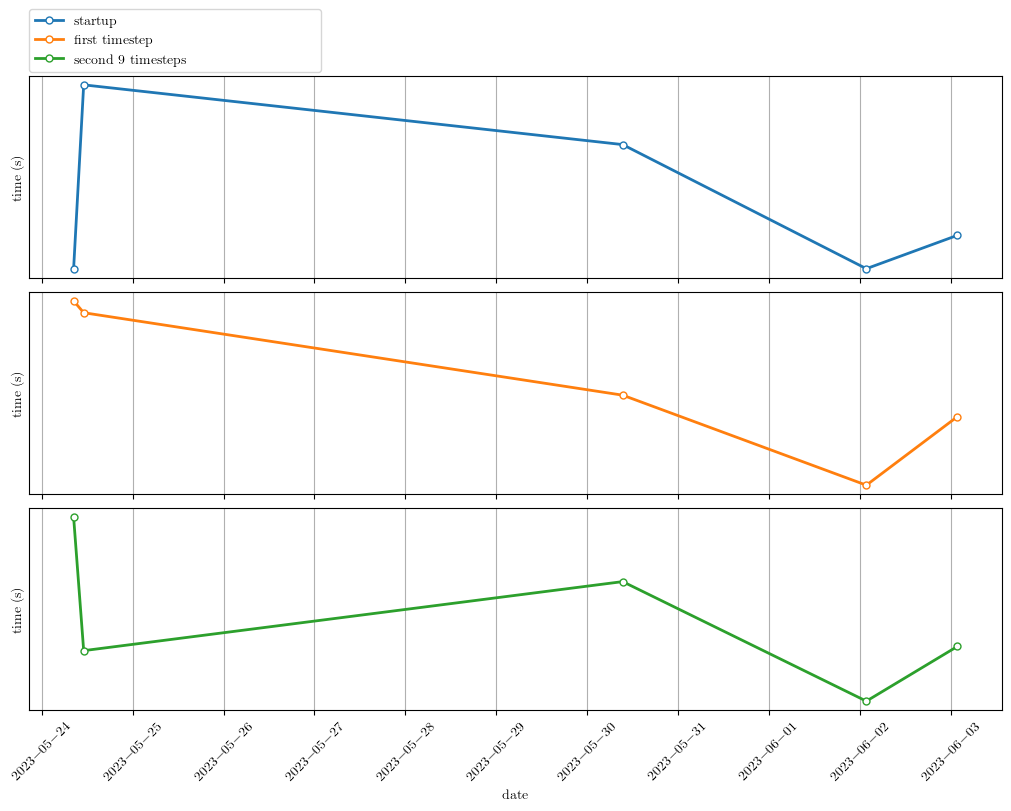 startup
first timestep
second 9 timesteps
time (s)
time (s)
time (s)
2023−05−24
2023−05−25
2023−05−26
2023−05−27
2023−05−28
2023−05−29
2023−05−30
2023−05−31
2023−06−01
2023−06−02
2023−06−03
date